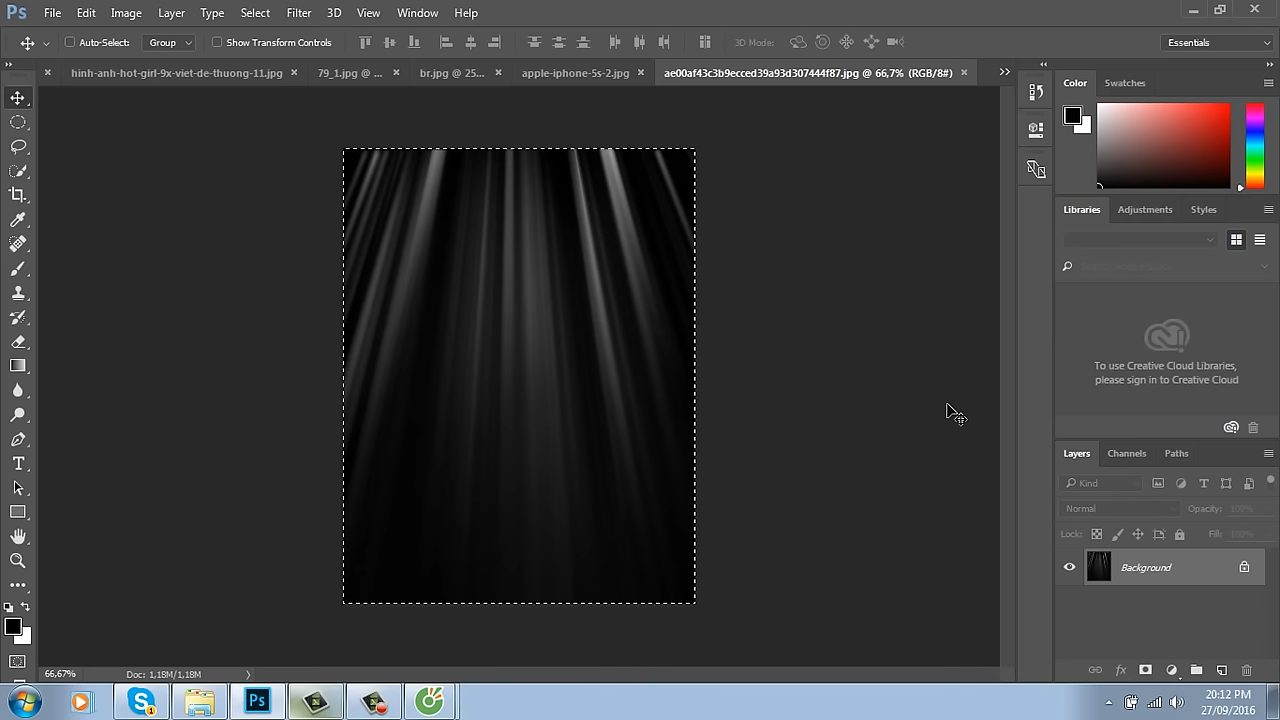 Ps File Edit Image Layer Type Select Filter 3D View Window Help
Auto-Select: Group Show Transform Controls 3D Mode: Essentials
hinh-anh-hot-girl-9x-viet-de-thuong-11.jpg 79_1.jpg @ ... br.jpg @ 25... apple-iphone-5s-2.jpg ae00af43c3b9ecced39a93d307444f87.jpg @ 66,7% (RGB/8#)
Color Swatches
Libraries Adjustments Styles
To use Creative Cloud Libraries,
please sign in to Creative Cloud
Layers Channels Paths
Kind
Normal Opacity: 100%
Lock: Fill: 100%
Background
66,67% Doc: 1,18M/1,18M
Ps
20:12 PM
27/09/2016